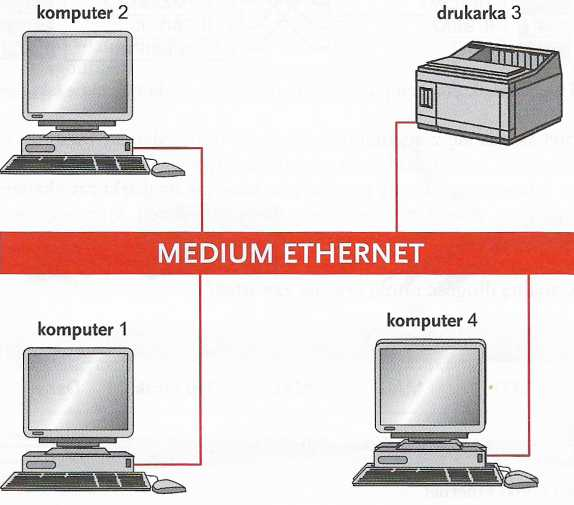 komputer 2
drukarka 3
MEDIUM ETHERNET
komputer 1
komputer 4